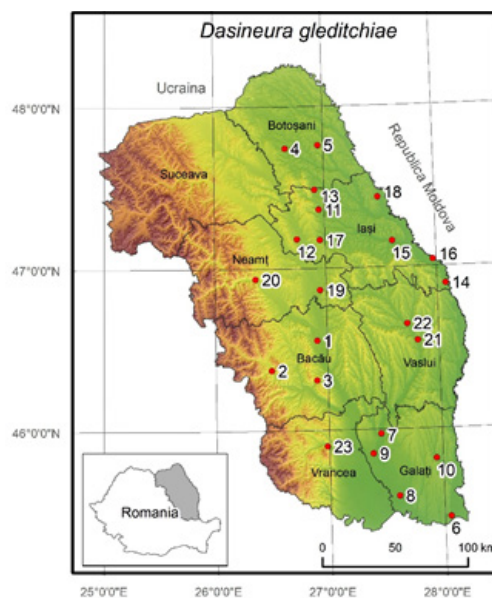 Dasineura gleditchiae
Ucraina
48°0'0"N
Botoșani
4
5
Republica Moldova
Suceava
13
18
11
Iași
12
17
15
16
Neamț
47°0'0"N
20
14
19
22
1
21
Bacău
Vaslui
2
3
46°0'0"N
7
23
9
10
Galați
Vrancea
8
6
Romania
0
50
100 km
25°0'0"E
26°0'0"E
27°0'0"E
28°0'0"E